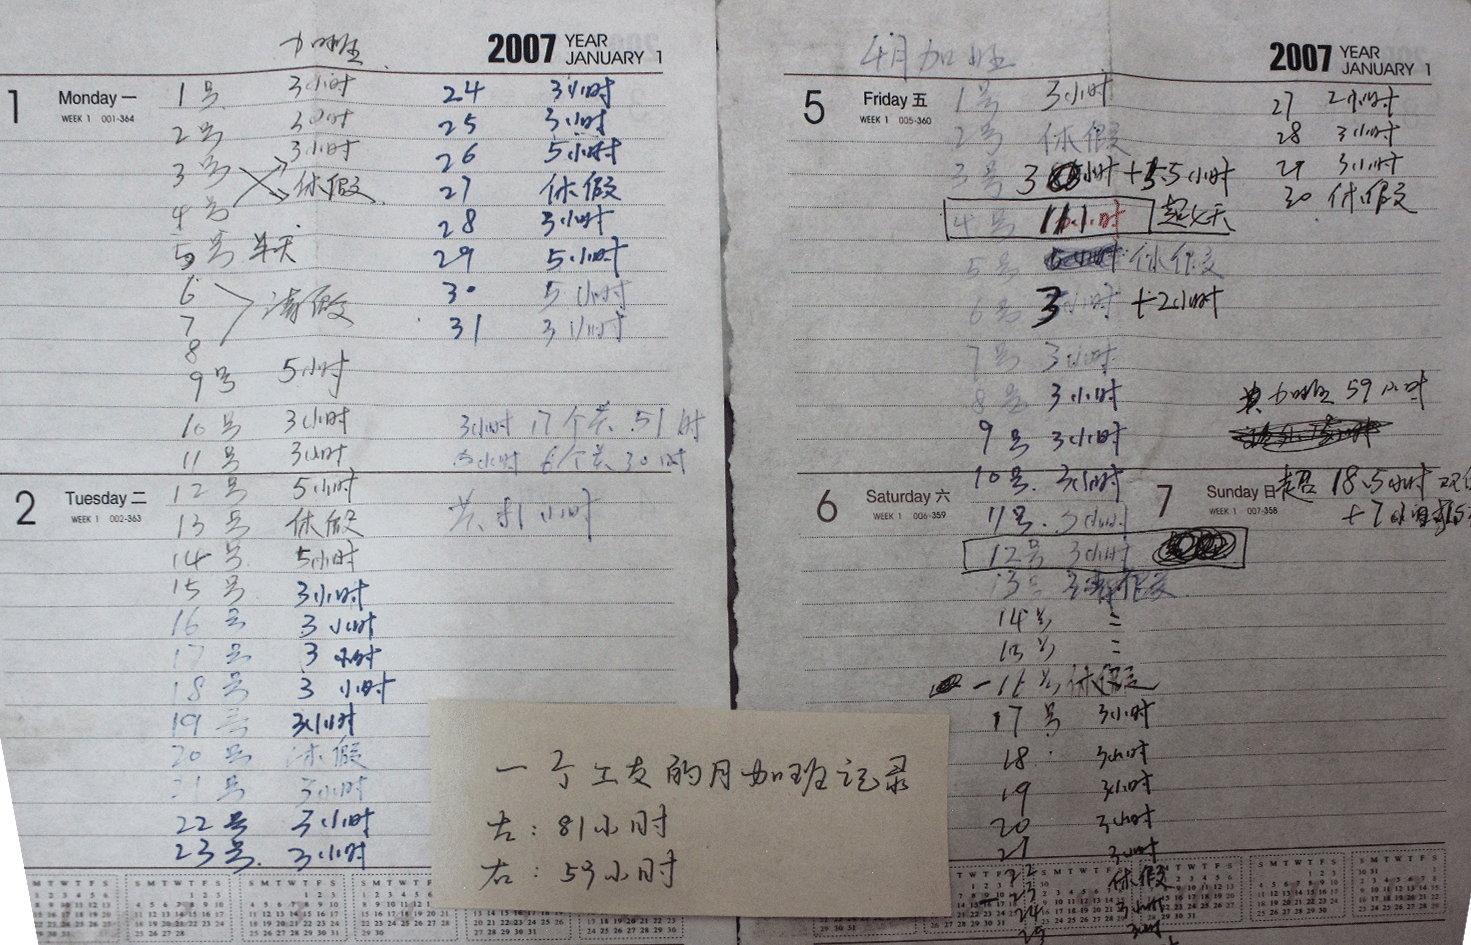 加班
2007 YEAR JANUARY 1
1 Monday 一
WEEK 1 001-364
1号 3小时
2号 3小时
3号 3小时
4号 休假
5号 半天
6
7 请假
8
9号 5小时
10号 3小时
11号 3小时
2 Tuesday 二
WEEK 1 002-363
12号 5小时
13号 休假
14号 5小时
15号 3小时
16号 3小时
17号 3小时
18号 3小时
19号 3小时
20号 休假
21号 3小时
22号 3小时
23号 3小时
24 3小时
25 3小时
26 5小时
27 休假
28 3小时
29 5小时
30 5小时
31 3小时
3小时 17个共 51时
5小时 6个共 30时
共 81小时
4月加班
2007 YEAR JANUARY 1
5 Friday 五
WEEK 1 005-360
1号 3小时
2号 休假
3号 3小时+5.5小时
4号 11小时
5号 休假
6号 3小时 +2小时
7号 3小时
8号 3小时
9号 3小时
10号 3小时
6 Saturday 六
WEEK 1 006-359
11号 3小时
12号 3小时
13号 休假
14号 二
15号 二
16号 休假
17号 3小时
18 3小时
19 3小时
20 3小时
21 3小时
22 休假
23 3小时
24 3小时
25
27 2小时
28 3小时
29 3小时
30 休假
共加班 59小时
7 Sunday 日
WEEK 1 007-358
超 18.5小时
一个工友的月加班记录
左：81小时
右：59小时